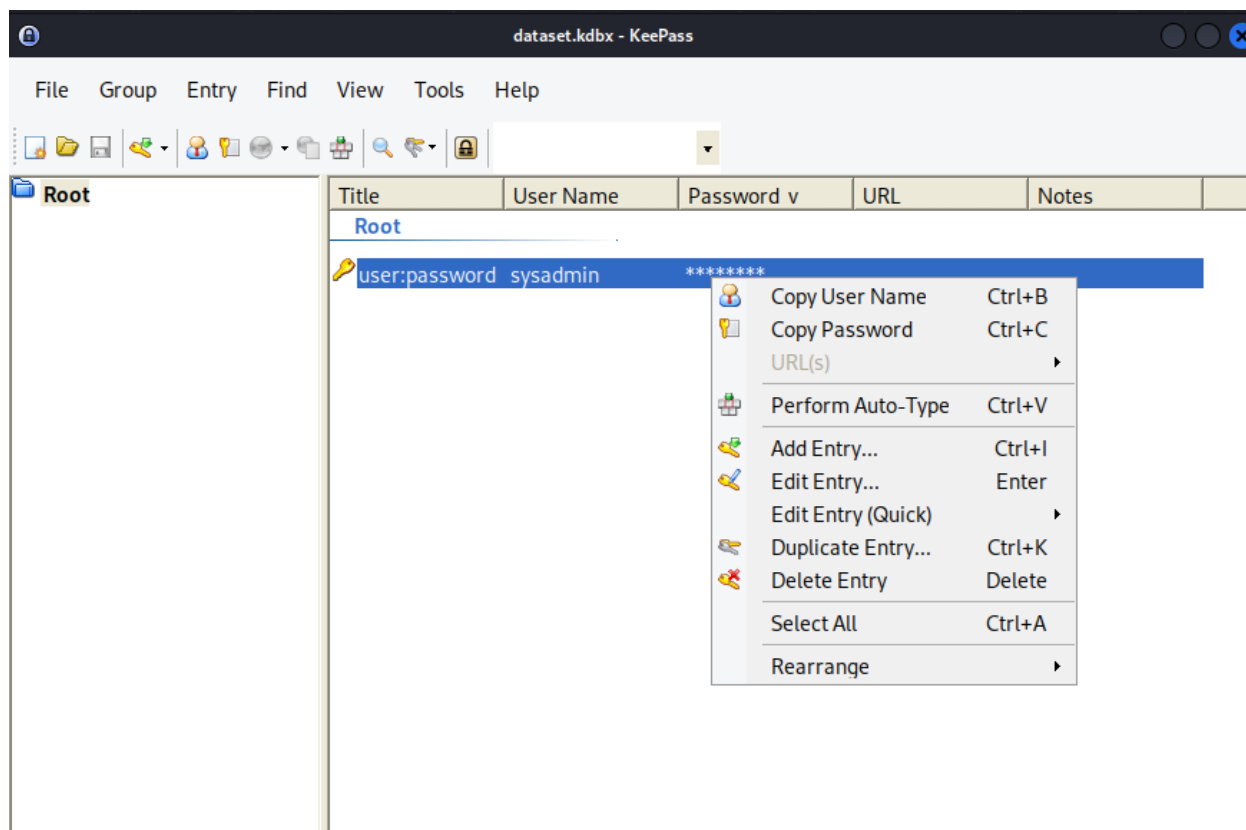 dataset.kdbx - KeePass
File Group Entry Find View Tools Help
Root
Title User Name Password v URL Notes
Root
user:password sysadmin ********
Copy User Name Ctrl+B
Copy Password Ctrl+C
URL(s)
Perform Auto-Type Ctrl+V
Add Entry... Ctrl+I
Edit Entry... Enter
Edit Entry (Quick)
Duplicate Entry... Ctrl+K
Delete Entry Delete
Select All Ctrl+A
Rearrange